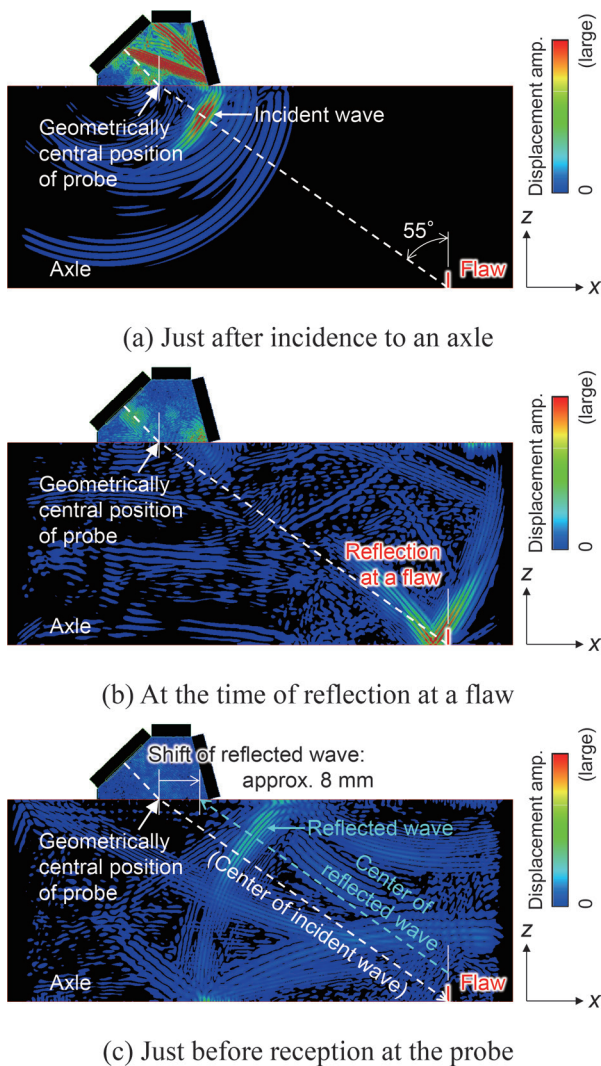 Geometrically
central position
of probe
Incident wave
55°
Flaw
Axle
Displacement amp.
0
(large)
z
x
(a) Just after incidence to an axle
Geometrically
central position
of probe
Reflection
at a flaw
Axle
Displacement amp.
0
(large)
z
x
(b) At the time of reflection at a flaw
Shift of reflected wave:
approx. 8 mm
Geometrically
central position
of probe
Reflected wave
Center of
reflected wave
(Center of incident wave)
Flaw
Axle
Displacement amp.
0
(large)
z
x
(c) Just before reception at the probe